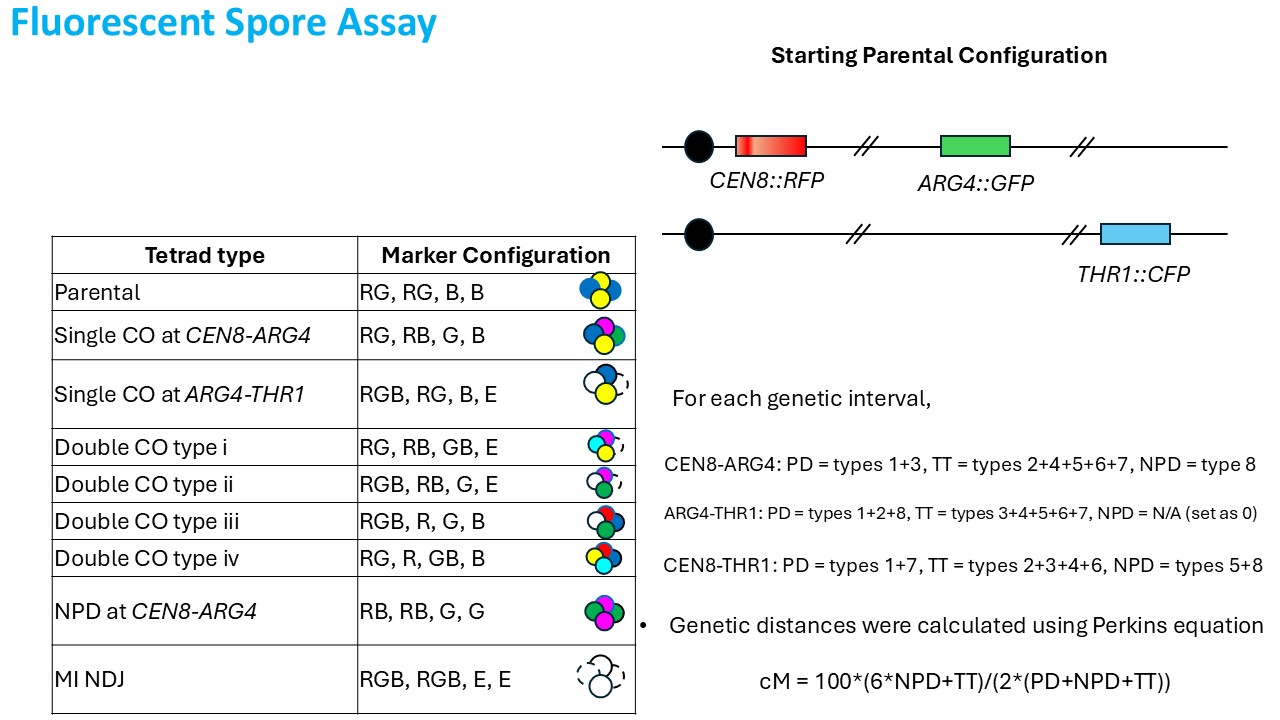 Fluorescent Spore Assay
Starting Parental Configuration
CEN8::RFP
ARG4::GFP
THR1::CFP
Tetrad type Marker Configuration
Parental RG, RG, B, B
Single CO at CEN8-ARG4 RG, RB, G, B
Single CO at ARG4-THR1 RGB, RG, B, E
Double CO type i RG, RB, GB, E
Double CO type ii RGB, RB, G, E
Double CO type iii RGB, R, G, B
Double CO type iv RG, R, GB, B
NPD at CEN8-ARG4 RB, RB, G, G
MI NDJ RGB, RGB, E, E
For each genetic interval,
CEN8-ARG4: PD = types 1+3, TT = types 2+4+5+6+7, NPD = type 8
ARG4-THR1: PD = types 1+2+8, TT = types 3+4+5+6+7, NPD = N/A (set as 0)
CEN8-THR1: PD = types 1+7, TT = types 2+3+4+6, NPD = types 5+8
• Genetic distances were calculated using Perkins equation
cM = 100*(6*NPD+TT)/(2*(PD+NPD+TT))